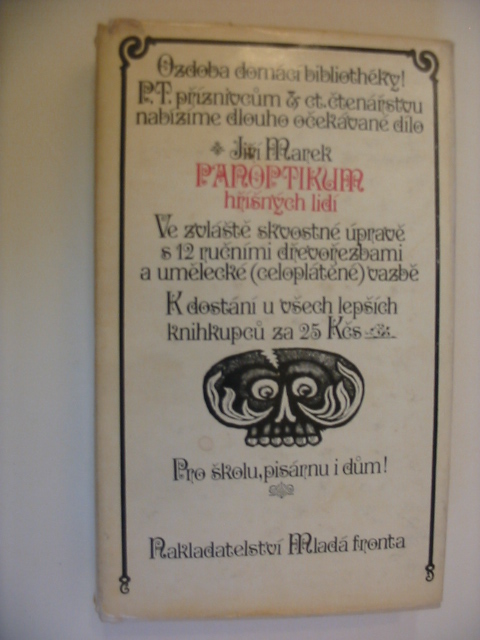 Ozdoba domácí bibliothéky!
P.T. příznivcům & ct. čtenářstvu
nabízíme dlouho očekávané dílo
Jiří Marek
PANOPTIKUM
hříšných lidí
Ve zvláště skvostné úpravě
s 12 ručními dřevořezbami
a umělecké (celoplátěné) vazbě
K dostání u všech lepších
knihkupců za 25 Kčs
Pro školu, pisárnu i dům!
Nakladatelství Mladá fronta